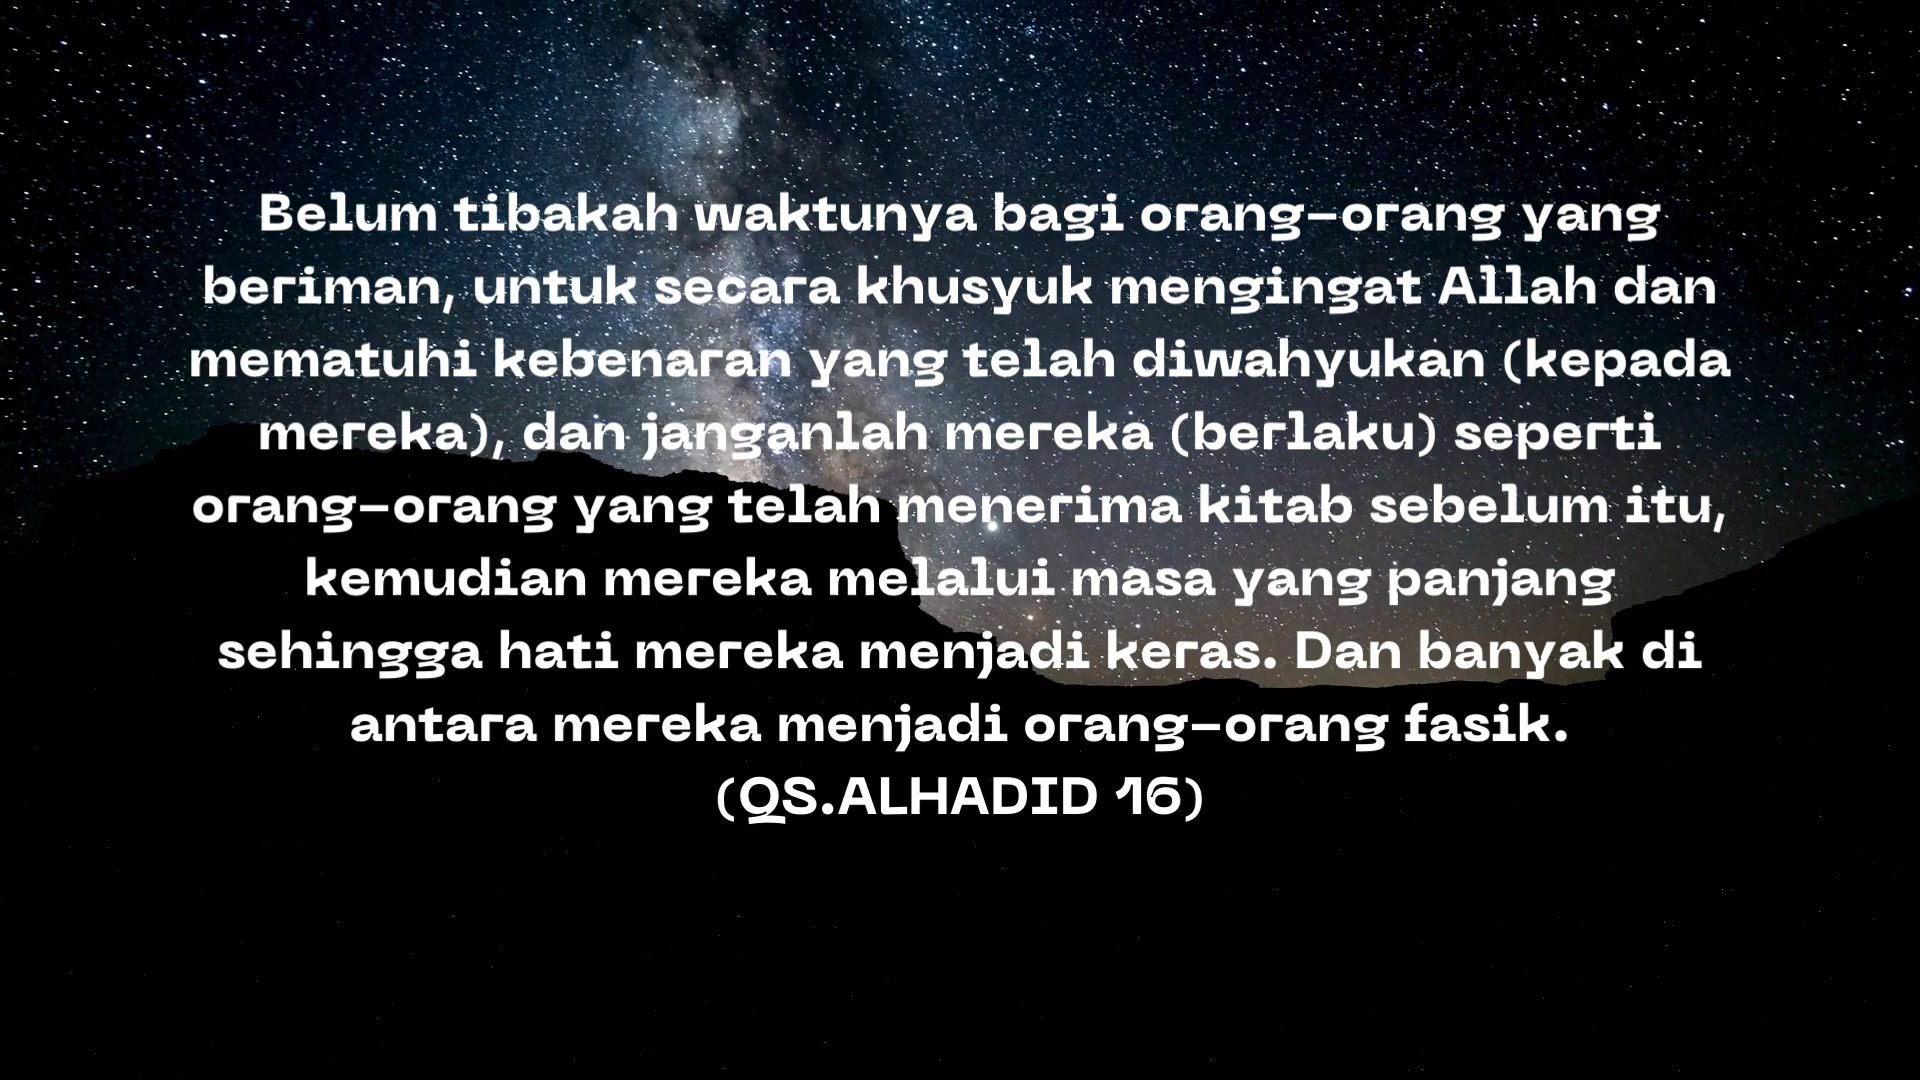 Belum tibakah waktunya bagi orang-orang yang
beriman, untuk secara khusyuk mengingat Allah dan
mematuhi kebenaran yang telah diwahyukan (kepada
mereka), dan janganlah mereka (berlaku) seperti
orang-orang yang telah menerima kitab sebelum itu,
kemudian mereka melalui masa yang panjang
sehingga hati mereka menjadi keras. Dan banyak di
antara mereka menjadi orang-orang fasik.
(QS.ALHADID 16)